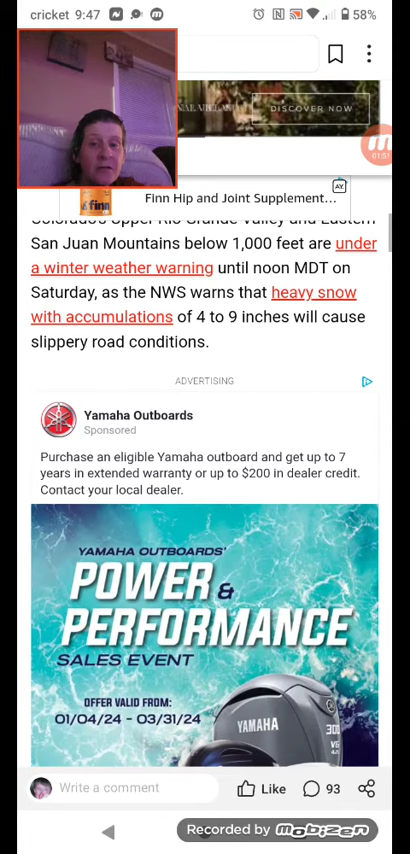 cricket 9:47
58%
DISCOVER NOW
01:51
AY.
finn
Finn Hip and Joint Supplement...
Colorado's Upper Rio Grande Valley and Eastern
San Juan Mountains below 1,000 feet are under
a winter weather warning until noon MDT on
Saturday, as the NWS warns that heavy snow
with accumulations of 4 to 9 inches will cause
slippery road conditions.
ADVERTISING
Yamaha Outboards
Sponsored
Purchase an eligible Yamaha outboard and get up to 7
years in extended warranty or up to $200 in dealer credit.
Contact your local dealer.
YAMAHA OUTBOARDS'
POWER &
PERFORMANCE
SALES EVENT
OFFER VALID FROM:
01/04/24 - 03/31/24
YAMAHA
300
Write a comment
Like
93
Recorded by mobizen